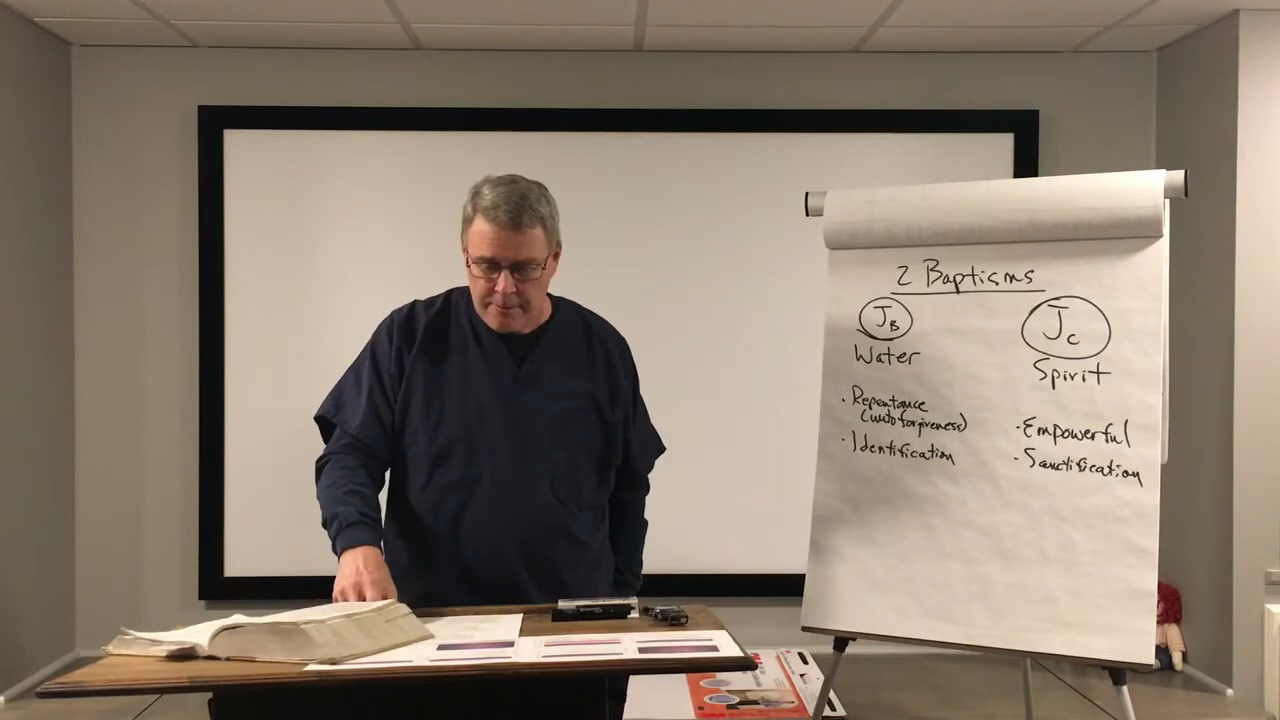 2 Baptisms
JB
JC
Water
Spirit
· Repentance
(unto forgiveness)
· Identification
· Empowerful
· Sanctification